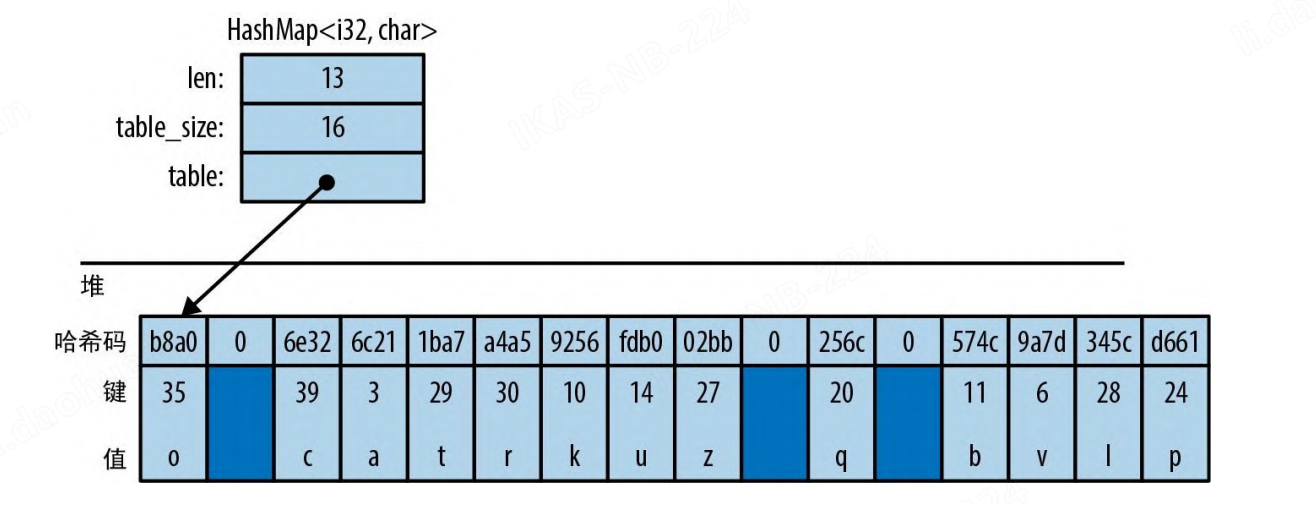 HashMap<i32, char>
len: 13
table_size: 16
table:
堆
哈希码 b8a0 0 6e32 6c21 1ba7 a4a5 9256 fdb0 02bb 0 256c 0 574c 9a7d 345c d661
键 35 39 3 29 30 10 14 27 20 11 6 28 24
值 o c a t r k u z q b v l p
IKAS-NB-224